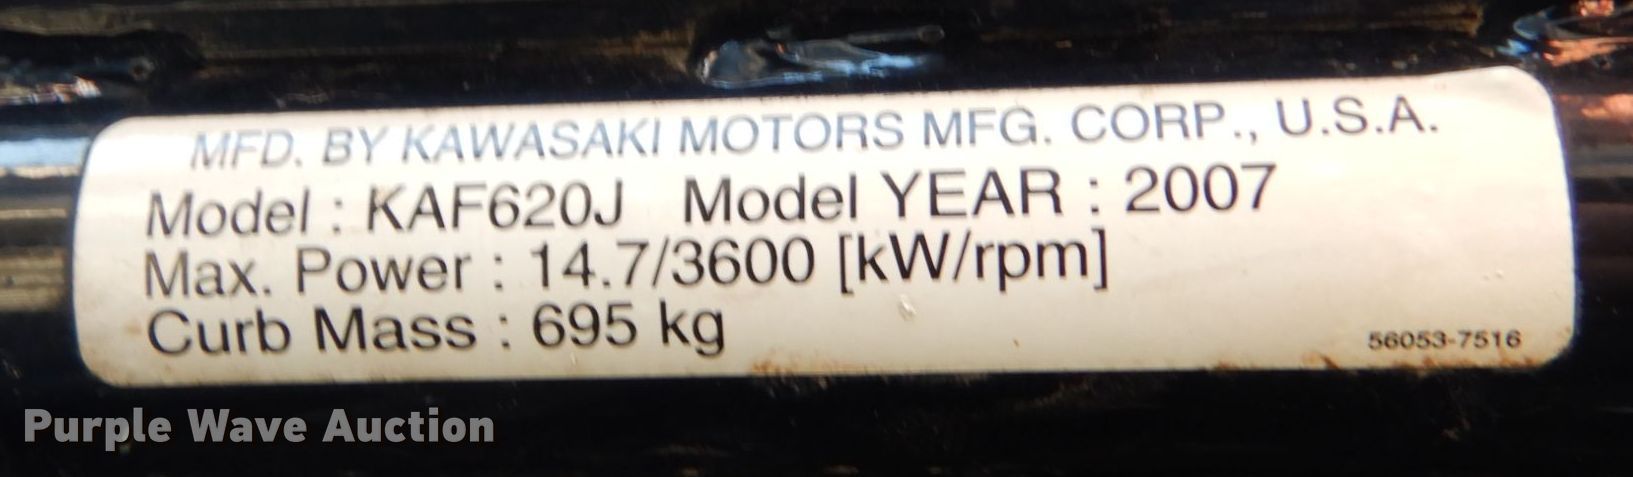 MFD. BY KAWASAKI MOTORS MFG. CORP., U.S.A.
Model : KAF620J Model YEAR : 2007
Max. Power : 14.7/3600 [kW/rpm]
Curb Mass : 695 kg
56053-7516
Purple Wave Auction